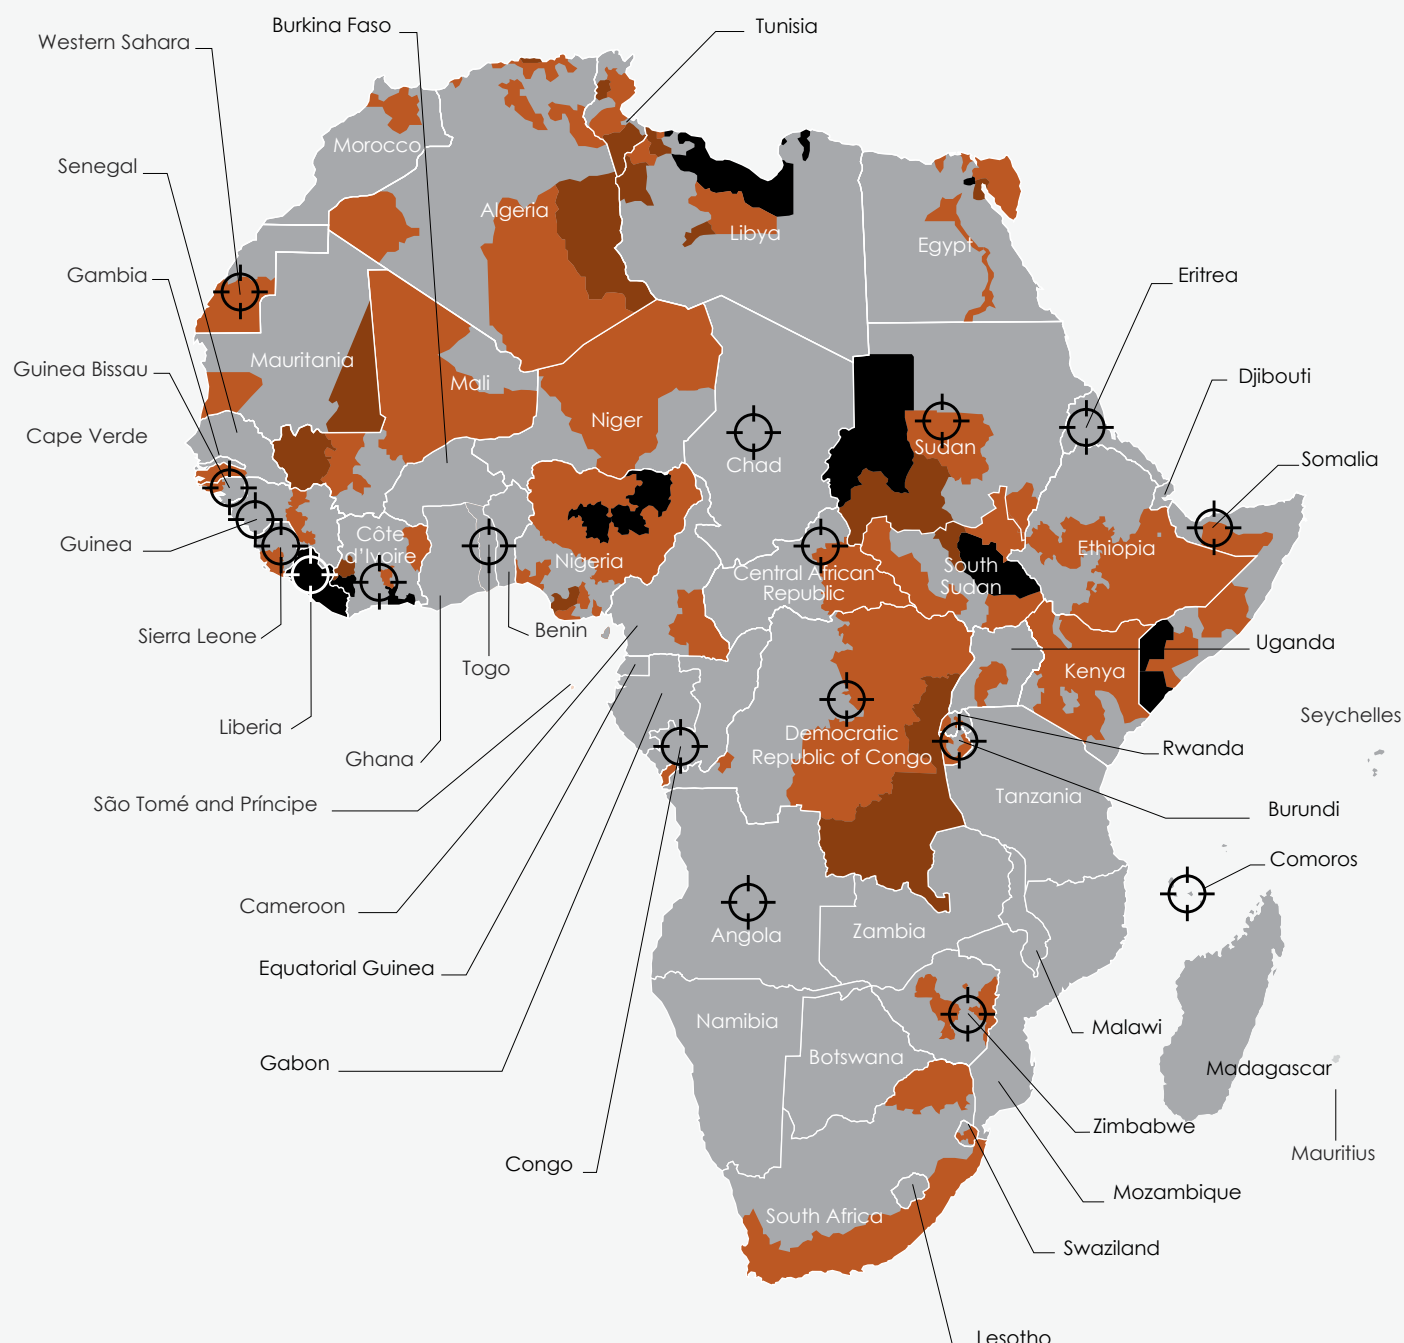 Burkina Faso
Tunisia
Western Sahara
Morocco
Senegal
Algeria
Libya
Egypt
Gambia
Eritrea
Mauritania
Guinea Bissau
Mali
Djibouti
Niger
Cape Verde
Sudan
Chad
Somalia
Côte
d'Ivoire
Guinea
Nigeria
Ethiopia
Central African
Republic
South
Sudan
Sierra Leone
Benin
Uganda
Togo
Kenya
Liberia
Seychelles
Democratic
Republic of Congo
Rwanda
Ghana
Tanzania
São Tomé and Príncipe
Burundi
Comoros
Cameroon
Angola
Zambia
Equatorial Guinea
Namibia
Malawi
Botswana
Gabon
Madagascar
Zimbabwe
Mauritius
Congo
Mozambique
South Africa
Swaziland
Lesotho